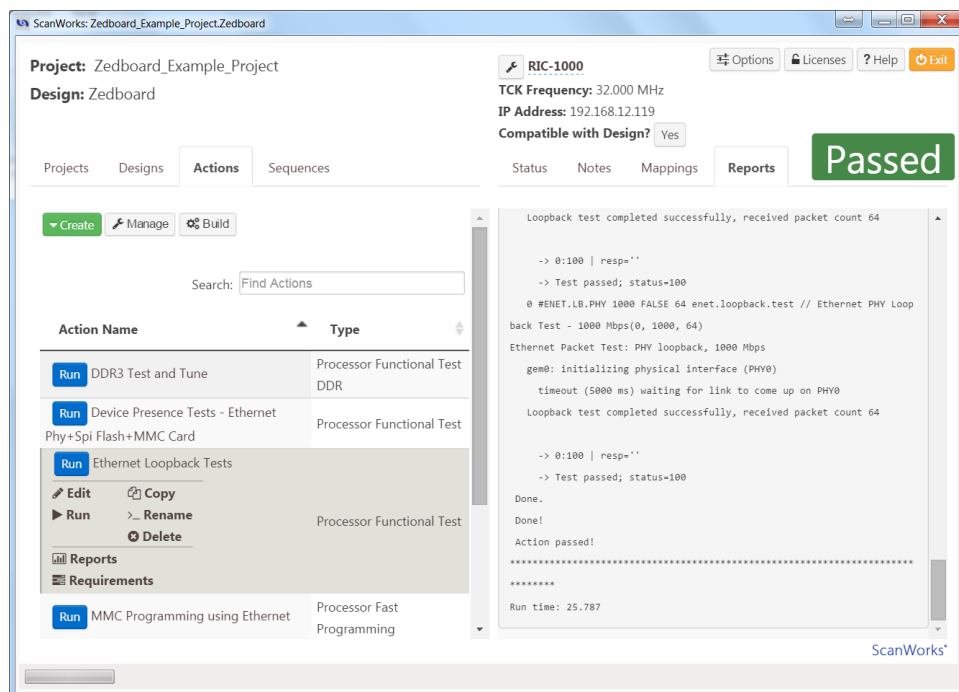 ScanWorks: Zedboard_Example_Project.Zedboard
Project: Zedboard_Example_Project
Design: Zedboard
RIC-1000
TCK Frequency: 32.000 MHz
IP Address: 192.168.12.119
Compatible with Design? Yes
Options
Licenses
? Help
Exit
Passed
Projects
Designs
Actions
Sequences
Status
Notes
Mappings
Reports
Create
Manage
Build
Search: Find Actions
Action Name
Type
Run DDR3 Test and Tune
Processor Functional Test
DDR
Run Device Presence Tests - Ethernet
Phy+Spi Flash+MMC Card
Processor Functional Test
Run Ethernet Loopback Tests
Edit
Copy
Run
>_ Rename
Delete
Reports
Requirements
Processor Functional Test
Run MMC Programming using Ethernet
Processor Fast
Programming
Loopback test completed successfully, received packet count 64
-> 0:100 | resp=''
-> Test passed; status=100
0 #ENET.LB.PHY 1000 FALSE 64 enet.loopback.test // Ethernet PHY Loop
back Test - 1000 Mbps(0, 1000, 64)
Ethernet Packet Test: PHY loopback, 1000 Mbps
gem0: initializing physical interface (PHY0)
timeout (5000 ms) waiting for link to come up on PHY0
Loopback test completed successfully, received packet count 64
-> 0:100 | resp=''
-> Test passed; status=100
Done.
Done!
Action passed!
***********************************************************************
********
Run time: 25.787
ScanWorks*